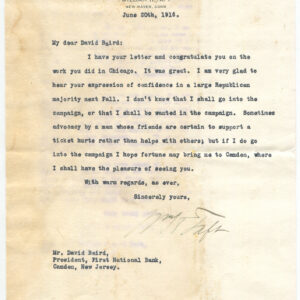 NEW HAVEN, CONN
June 20th, 1916.
My dear David Baird:
I have your letter and congratulate you on the
work you did in Chicago. It was great. I am very glad to
hear your expression of confidence in a large Republican
majority next Fall. I don't know that I shall go into the
campaign, or that I shall be wanted in the campaign. Sometimes
advocacy by a man whose friends are certain to support a
ticket hurts rather than helps with others; but if I do go
into the campaign I hope fortune may bring me to Camden, where
I shall have the pleasure of seeing you.
With warm regards, as ever,
Sincerely yours,
Wm H Taft
Mr. David Baird,
President, First National Bank,
Camden, New Jersey.